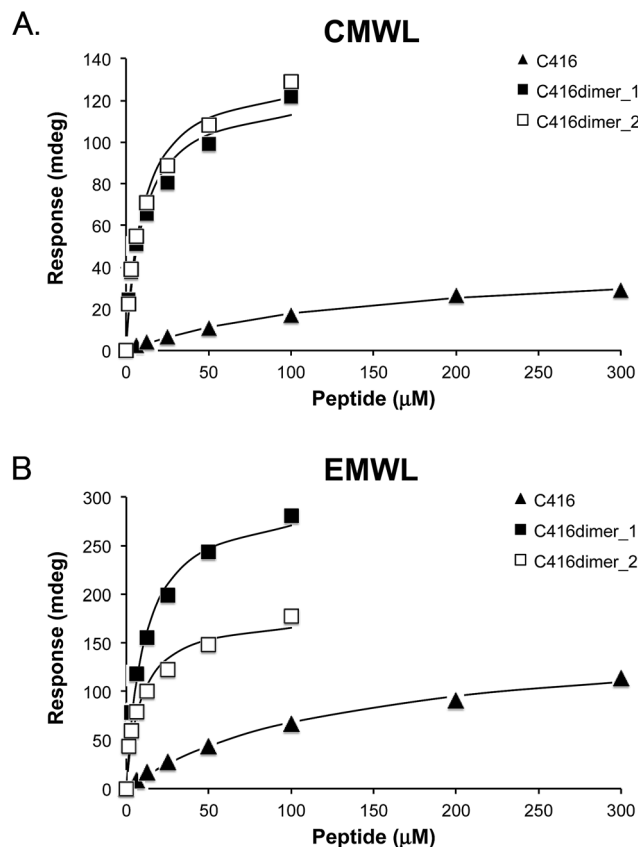 A.
CMWL
C416
C416dimer_1
C416dimer_2
Response (mdeg)
140
120
100
80
60
40
20
0
0 50 100 150 200 250 300
Peptide (μM)
B
EMWL
C416
C416dimer_1
C416dimer_2
Response (mdeg)
300
250
200
150
100
50
0
0 50 100 150 200 250 300
Peptide (μM)